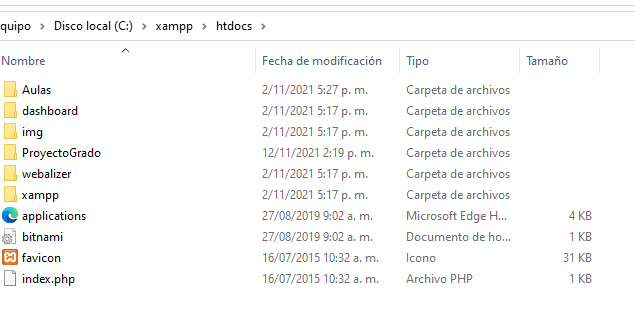 quipo > Disco local (C:) > xampp > htdocs >
Nombre Fecha de modificación Tipo Tamaño
Aulas 2/11/2021 5:27 p. m. Carpeta de archivos
dashboard 2/11/2021 5:17 p. m. Carpeta de archivos
img 2/11/2021 5:17 p. m. Carpeta de archivos
ProyectoGrado 12/11/2021 2:19 p. m. Carpeta de archivos
webalizer 2/11/2021 5:17 p. m. Carpeta de archivos
xampp 2/11/2021 5:17 p. m. Carpeta de archivos
applications 27/08/2019 9:02 a. m. Microsoft Edge H... 4 KB
bitnami 27/08/2019 9:02 a. m. Documento de ho... 1 KB
favicon 16/07/2015 10:32 a. m. Icono 31 KB
index.php 16/07/2015 10:32 a. m. Archivo PHP 1 KB